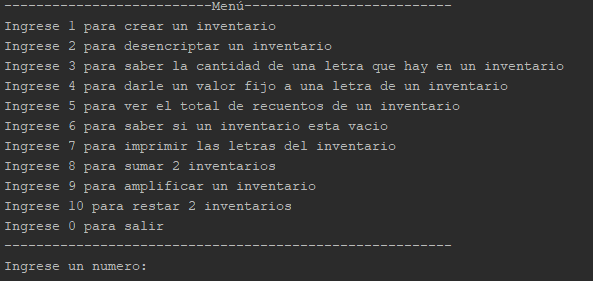 --------------------------Menú--------------------------
Ingrese 1 para crear un inventario
Ingrese 2 para desencriptar un inventario
Ingrese 3 para saber la cantidad de una letra que hay en un inventario
Ingrese 4 para darle un valor fijo a una letra de un inventario
Ingrese 5 para ver el total de recuentos de un inventario
Ingrese 6 para saber si un inventario esta vacio
Ingrese 7 para imprimir las letras del inventario
Ingrese 8 para sumar 2 inventarios
Ingrese 9 para amplificar un inventario
Ingrese 10 para restar 2 inventarios
Ingrese 0 para salir
--------------------------------------------------------
Ingrese un numero: